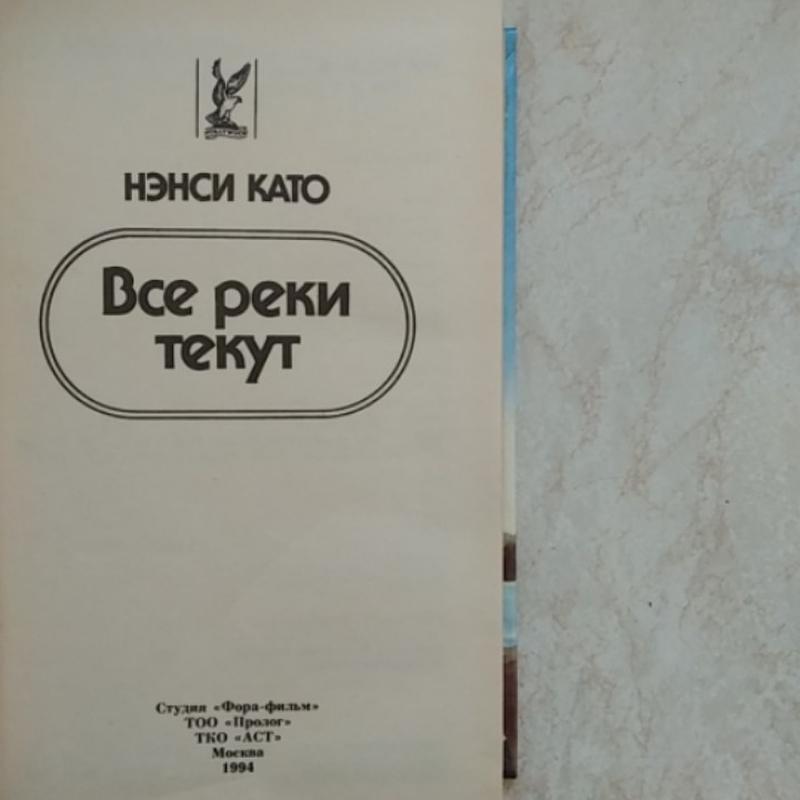 НЭНСИ КАТО
Все реки
текут
Студия «Фора-фильм»
ТОО «Пролог»
ТКО «АСТ»
Москва
1994